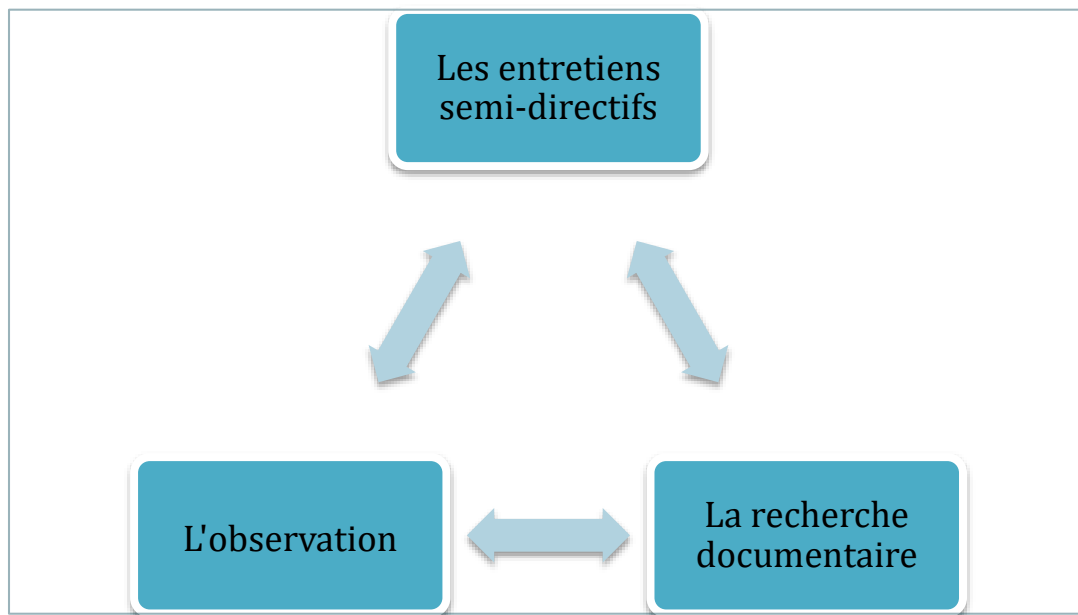 Les entretiens
semi-directifs
L'observation
La recherche
documentaire